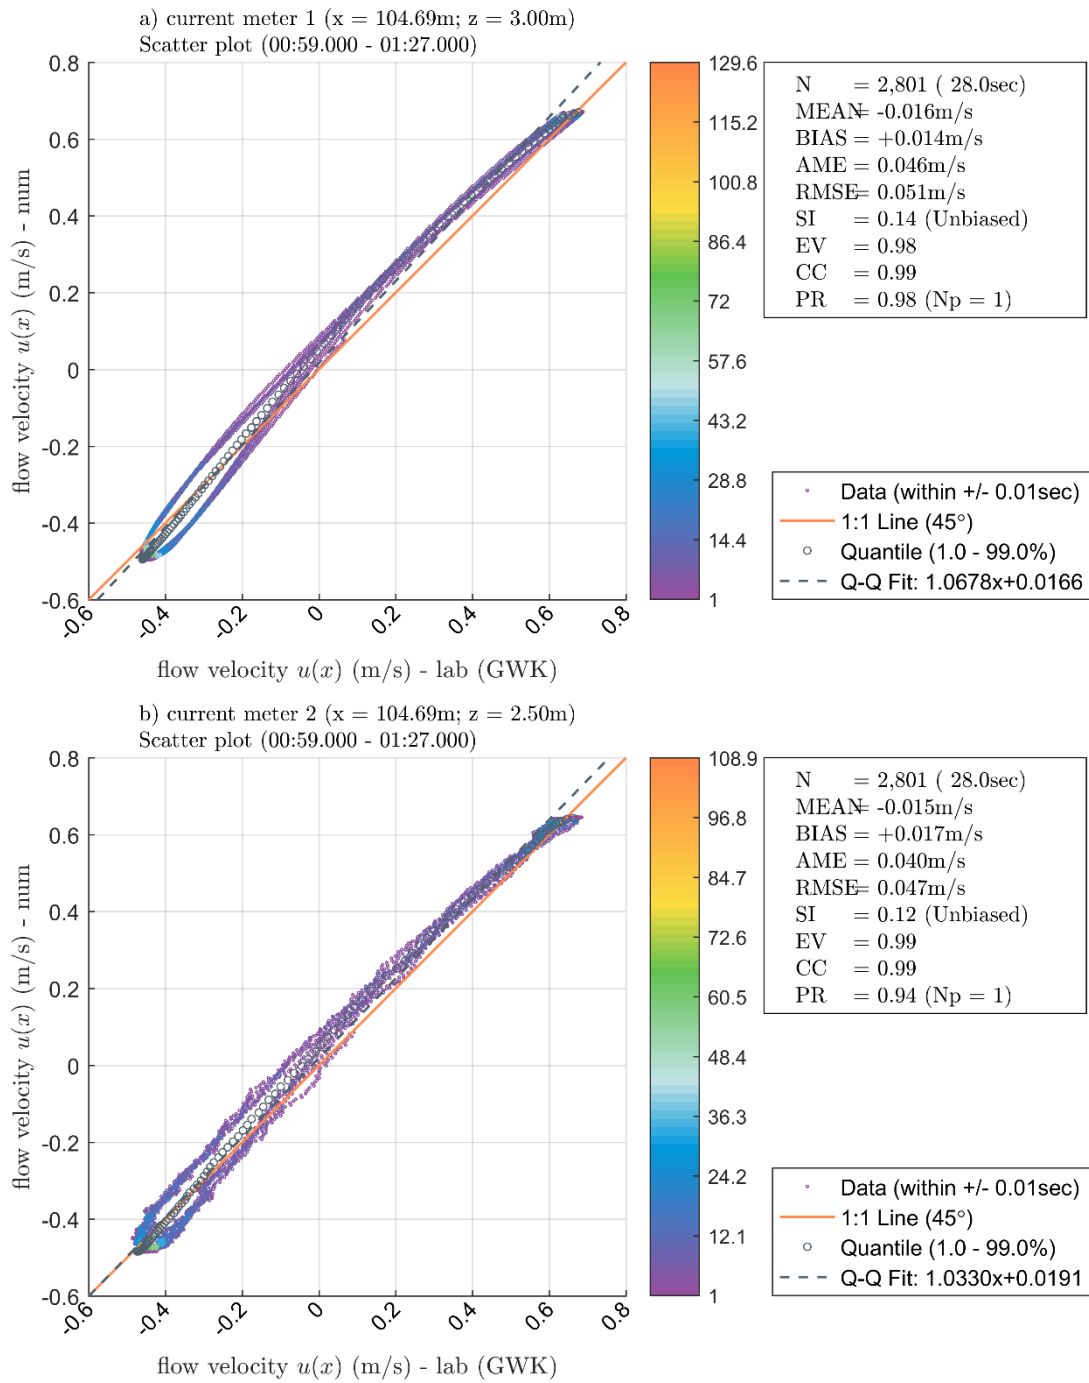 a) current meter 1 (x = 104.69m; z = 3.00m)
Scatter plot (00:59.000 - 01:27.000)
0.8
0.6
0.4
0.2
0
-0.2
-0.4
-0.6
flow velocity u(x) (m/s) - num
-0.6
-0.4
-0.2
0
0.2
0.4
0.6
0.8
flow velocity u(x) (m/s) - lab (GWK)
129.6
115.2
100.8
86.4
72
57.6
43.2
28.8
14.4
1
N = 2,801 ( 28.0sec)
MEAN = -0.016m/s
BIAS = +0.014m/s
AME = 0.046m/s
RMSE = 0.051m/s
SI = 0.14 (Unbiased)
EV = 0.98
CC = 0.99
PR = 0.98 (Np = 1)
Data (within +/- 0.01sec)
1:1 Line (45°)
Quantile (1.0 - 99.0%)
Q-Q Fit: 1.0678x+0.0166
b) current meter 2 (x = 104.69m; z = 2.50m)
Scatter plot (00:59.000 - 01:27.000)
0.8
0.6
0.4
0.2
0
-0.2
-0.4
-0.6
flow velocity u(x) (m/s) - num
-0.6
-0.4
-0.2
0
0.2
0.4
0.6
0.8
flow velocity u(x) (m/s) - lab (GWK)
108.9
96.8
84.7
72.6
60.5
48.4
36.3
24.2
12.1
1
N = 2,801 ( 28.0sec)
MEAN = -0.015m/s
BIAS = +0.017m/s
AME = 0.040m/s
RMSE = 0.047m/s
SI = 0.12 (Unbiased)
EV = 0.99
CC = 0.99
PR = 0.94 (Np = 1)
Data (within +/- 0.01sec)
1:1 Line (45°)
Quantile (1.0 - 99.0%)
Q-Q Fit: 1.0330x+0.0191